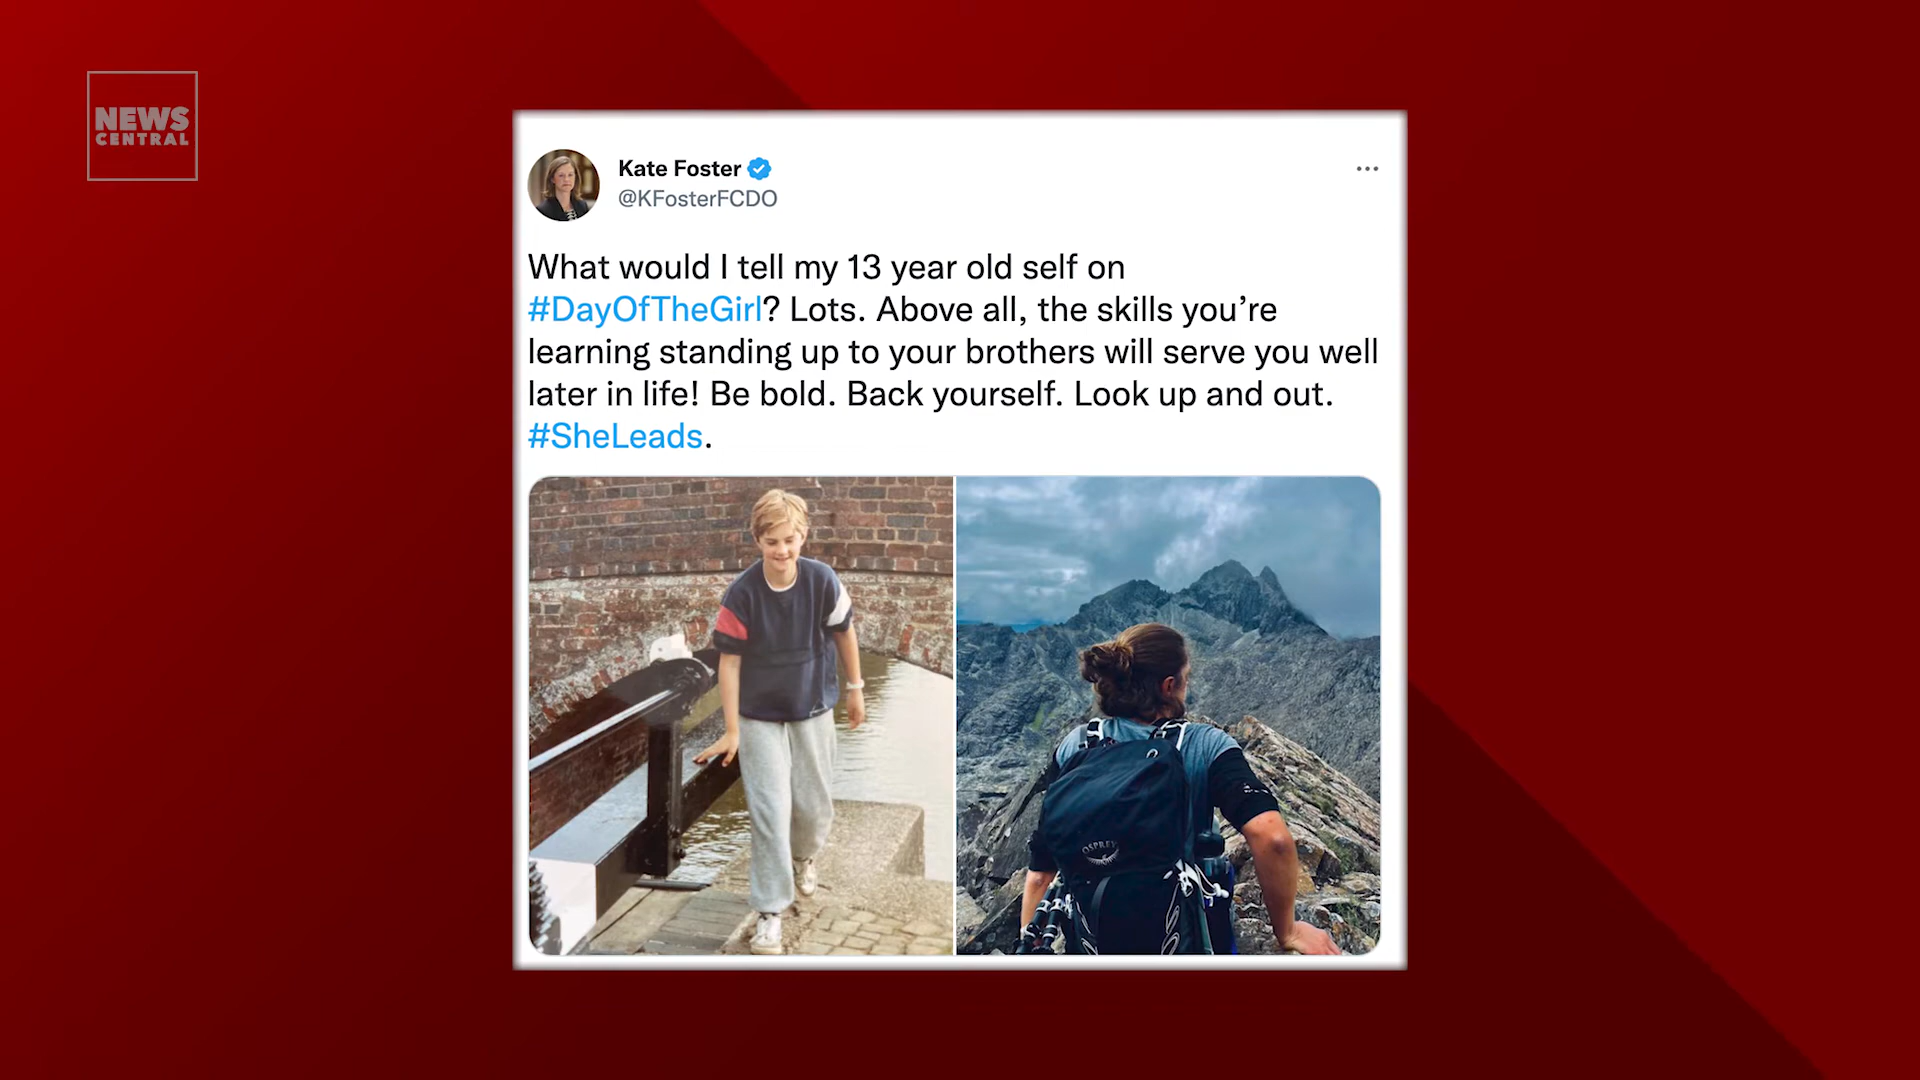 NEWS
CENTRAL
Kate Foster
@KFosterFCDO
What would I tell my 13 year old self on
#DayOfTheGirl? Lots. Above all, the skills you’re
learning standing up to your brothers will serve you well
later in life! Be bold. Back yourself. Look up and out.
#SheLeads.
OSPREY